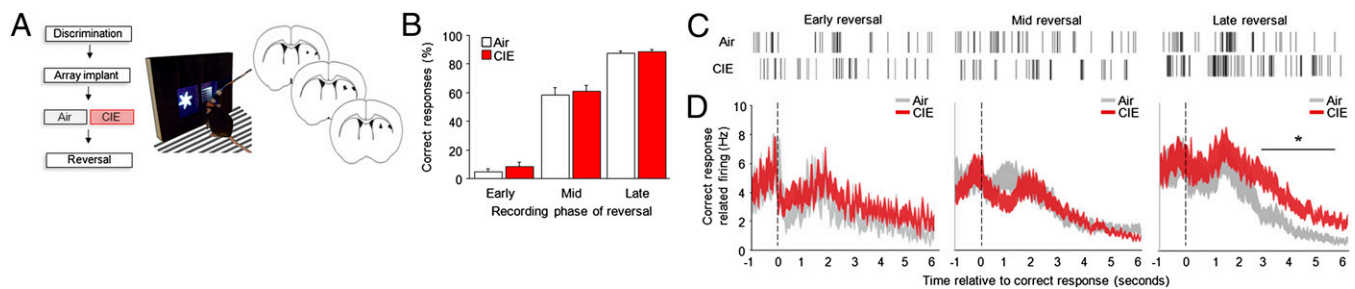 A
Discrimination
Array implant
Air CIE
Reversal
B
Correct responses (%)
100
80
60
40
20
0
Air
CIE
Early Mid Late
Recording phase of reversal
C
Early reversal Mid reversal Late reversal
Air
CIE
D
Correct response
related firing (Hz)
10
8
6
4
2
0
Air
CIE
Air
CIE
Air
CIE
*
-1 0 1 2 3 4 5 6 -1 0 1 2 3 4 5 6 -1 0 1 2 3 4 5 6
Time relative to correct response (seconds)